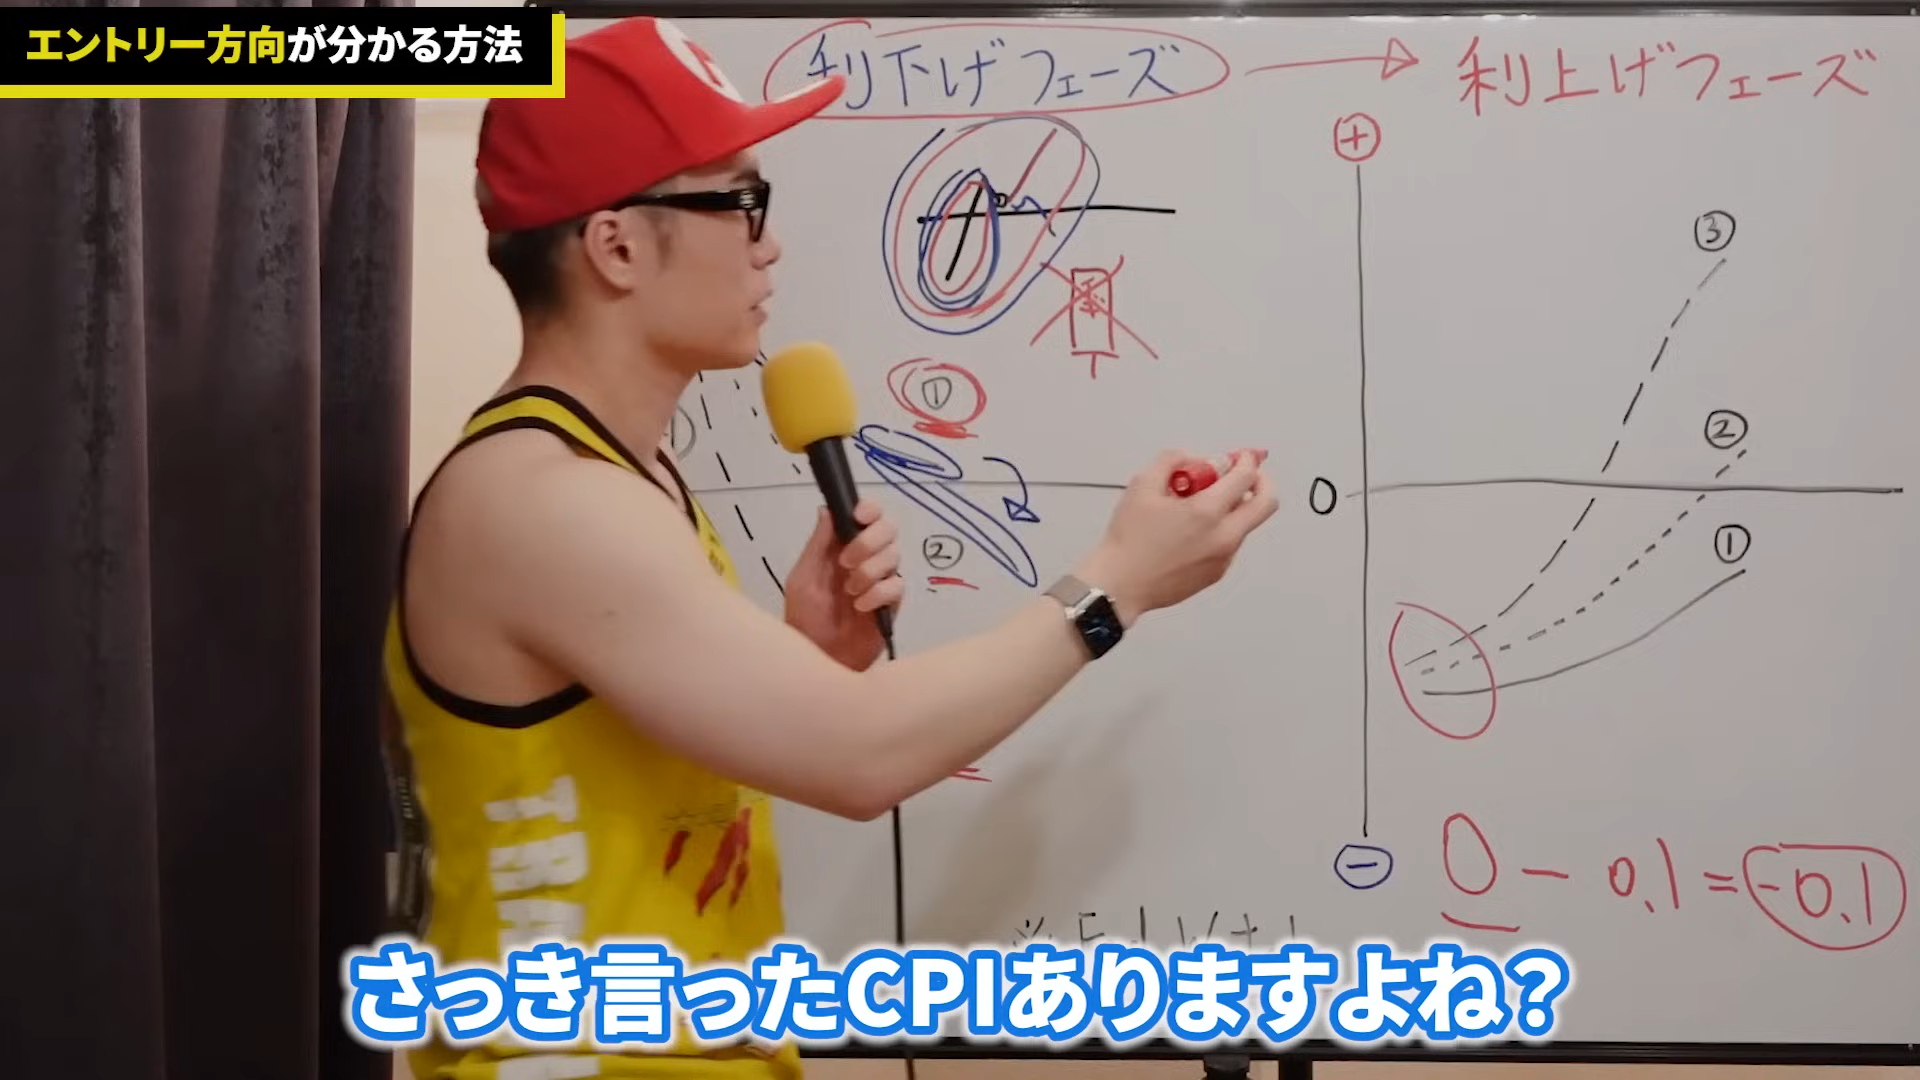 エントリー方向が分かる方法
利下げフェーズ
利上げフェーズ
+
③
②
①
0
①
②
−
0 − 0.1 = -0.1
さっき言ったCPIありますよね？